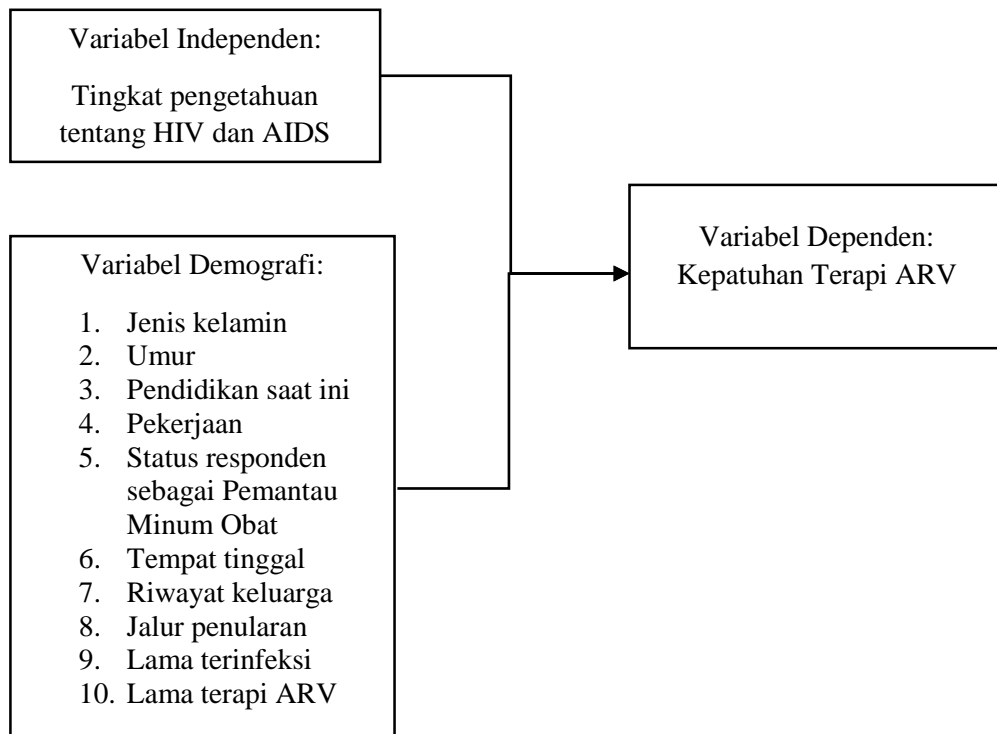 Variabel Independen:
Tingkat pengetahuan
tentang HIV dan AIDS
Variabel Demografi:
1. Jenis kelamin
2. Umur
3. Pendidikan saat ini
4. Pekerjaan
5. Status responden
sebagai Pemantau
Minum Obat
6. Tempat tinggal
7. Riwayat keluarga
8. Jalur penularan
9. Lama terinfeksi
10. Lama terapi ARV
Variabel Dependen:
Kepatuhan Terapi ARV